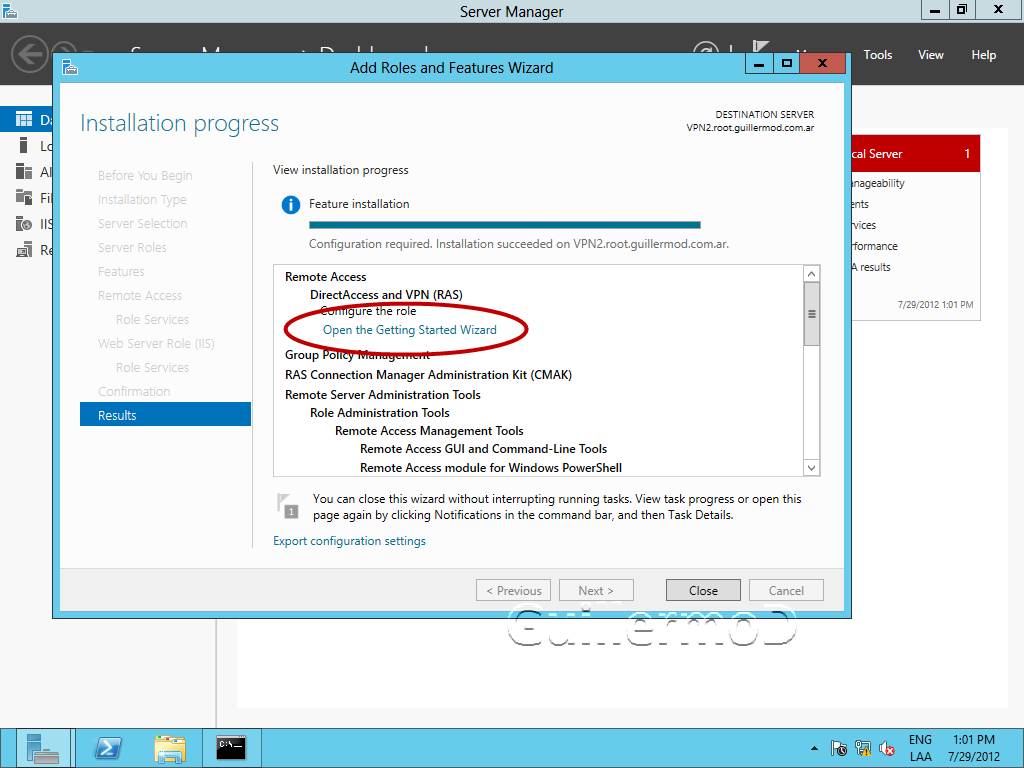 Server Manager
Tools
View
Help
Add Roles and Features Wizard
Installation progress
DESTINATION SERVER
VPN2.root.guillermod.com.ar
Before You Begin
Installation Type
Server Selection
Server Roles
Features
Remote Access
Role Services
Web Server Role (IIS)
Role Services
Confirmation
Results
View installation progress
Feature installation
Configuration required. Installation succeeded on VPN2.root.guillermod.com.ar.
Remote Access
DirectAccess and VPN (RAS)
Configure the role
Open the Getting Started Wizard
Group Policy Management
RAS Connection Manager Administration Kit (CMAK)
Remote Server Administration Tools
Role Administration Tools
Remote Access Management Tools
Remote Access GUI and Command-Line Tools
Remote Access module for Windows PowerShell
1
You can close this wizard without interrupting running tasks. View task progress or open this
page again by clicking Notifications in the command bar, and then Task Details.
Export configuration settings
< Previous
Next >
Close
Cancel
cal Server 1
nageability
ents
rvices
formance
A results
7/29/2012 1:01 PM
Da
Lo
Al
Fil
IIS
Re
GuillermoD
C:\
ENG
LAA
1:01 PM
7/29/2012